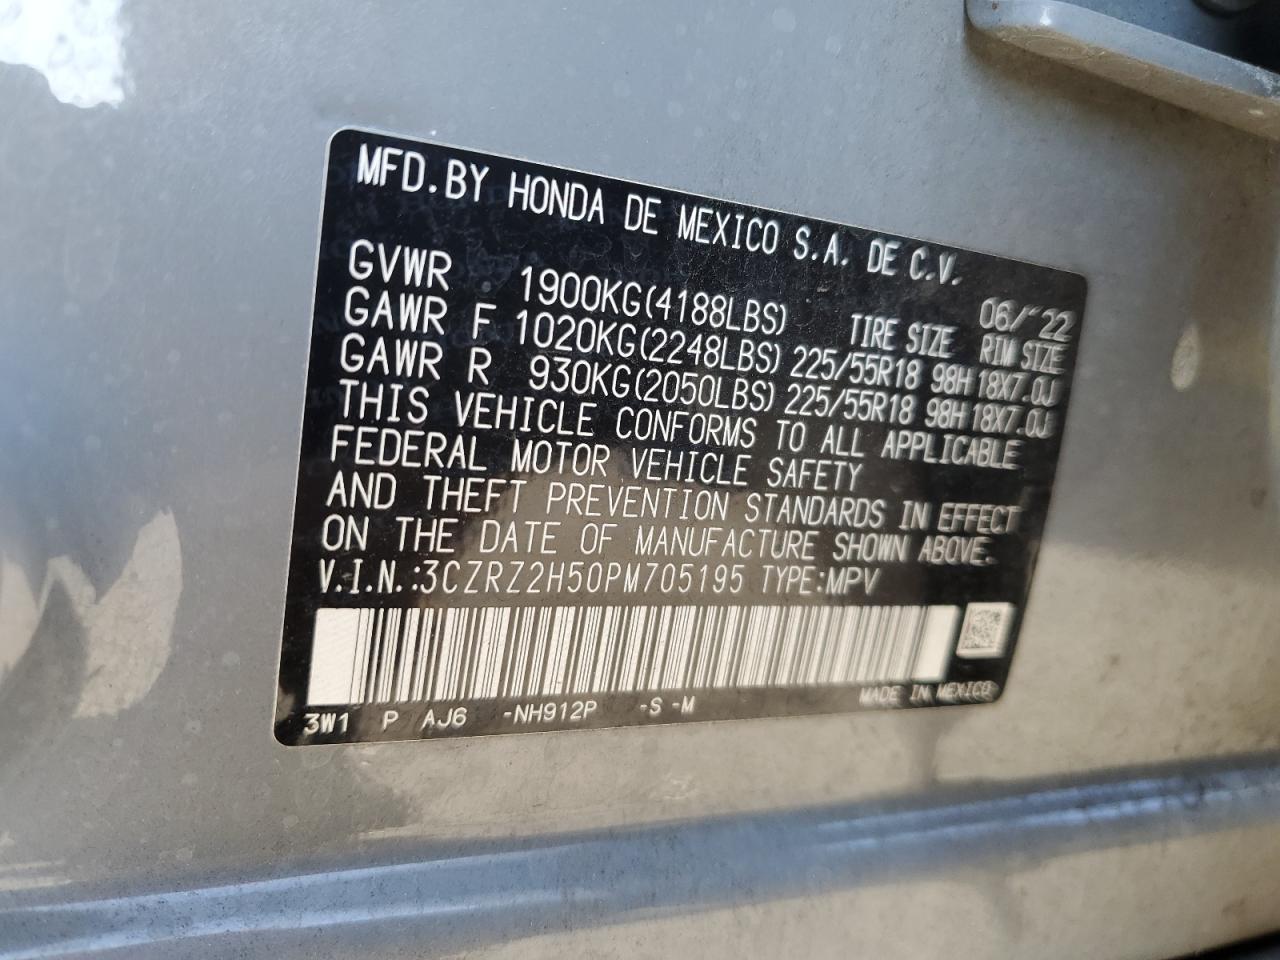 MFD.BY HONDA DE MEXICO S.A. DE C.V.
06/'22
GVWR 1900KG(4188LBS) TIRE SIZE RIM SIZE
GAWR F 1020KG(2248LBS) 225/55R18 98H 18X7.0J
GAWR R 930KG(2050LBS) 225/55R18 98H 18X7.0J
THIS VEHICLE CONFORMS TO ALL APPLICABLE
FEDERAL MOTOR VEHICLE SAFETY
AND THEFT PREVENTION STANDARDS IN EFFECT
ON THE DATE OF MANUFACTURE SHOWN ABOVE.
V.I.N.:3CZRZ2H50PM705195 TYPE:MPV
MADE IN MEXICO
3W1 P AJ6 -NH912P -S -M